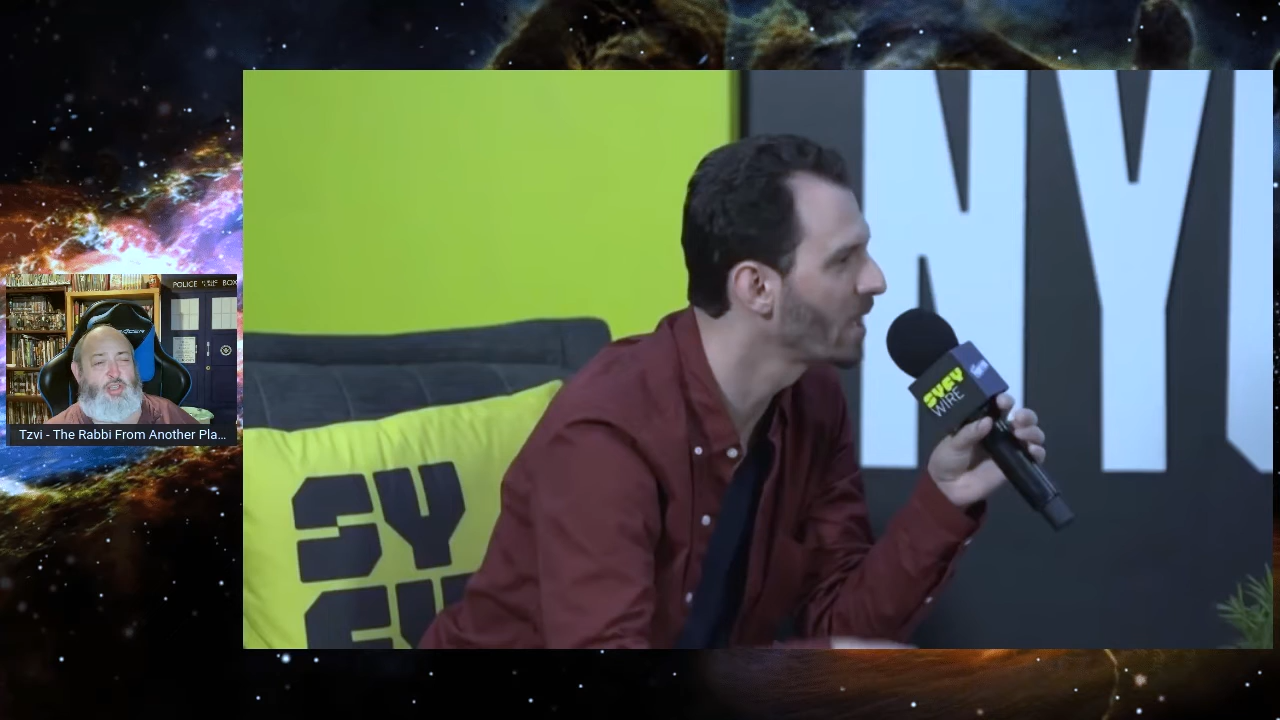 POLICE BOX
Tzvi - The Rabbi From Another Pla...
NY
SYFY
WIRE
SY